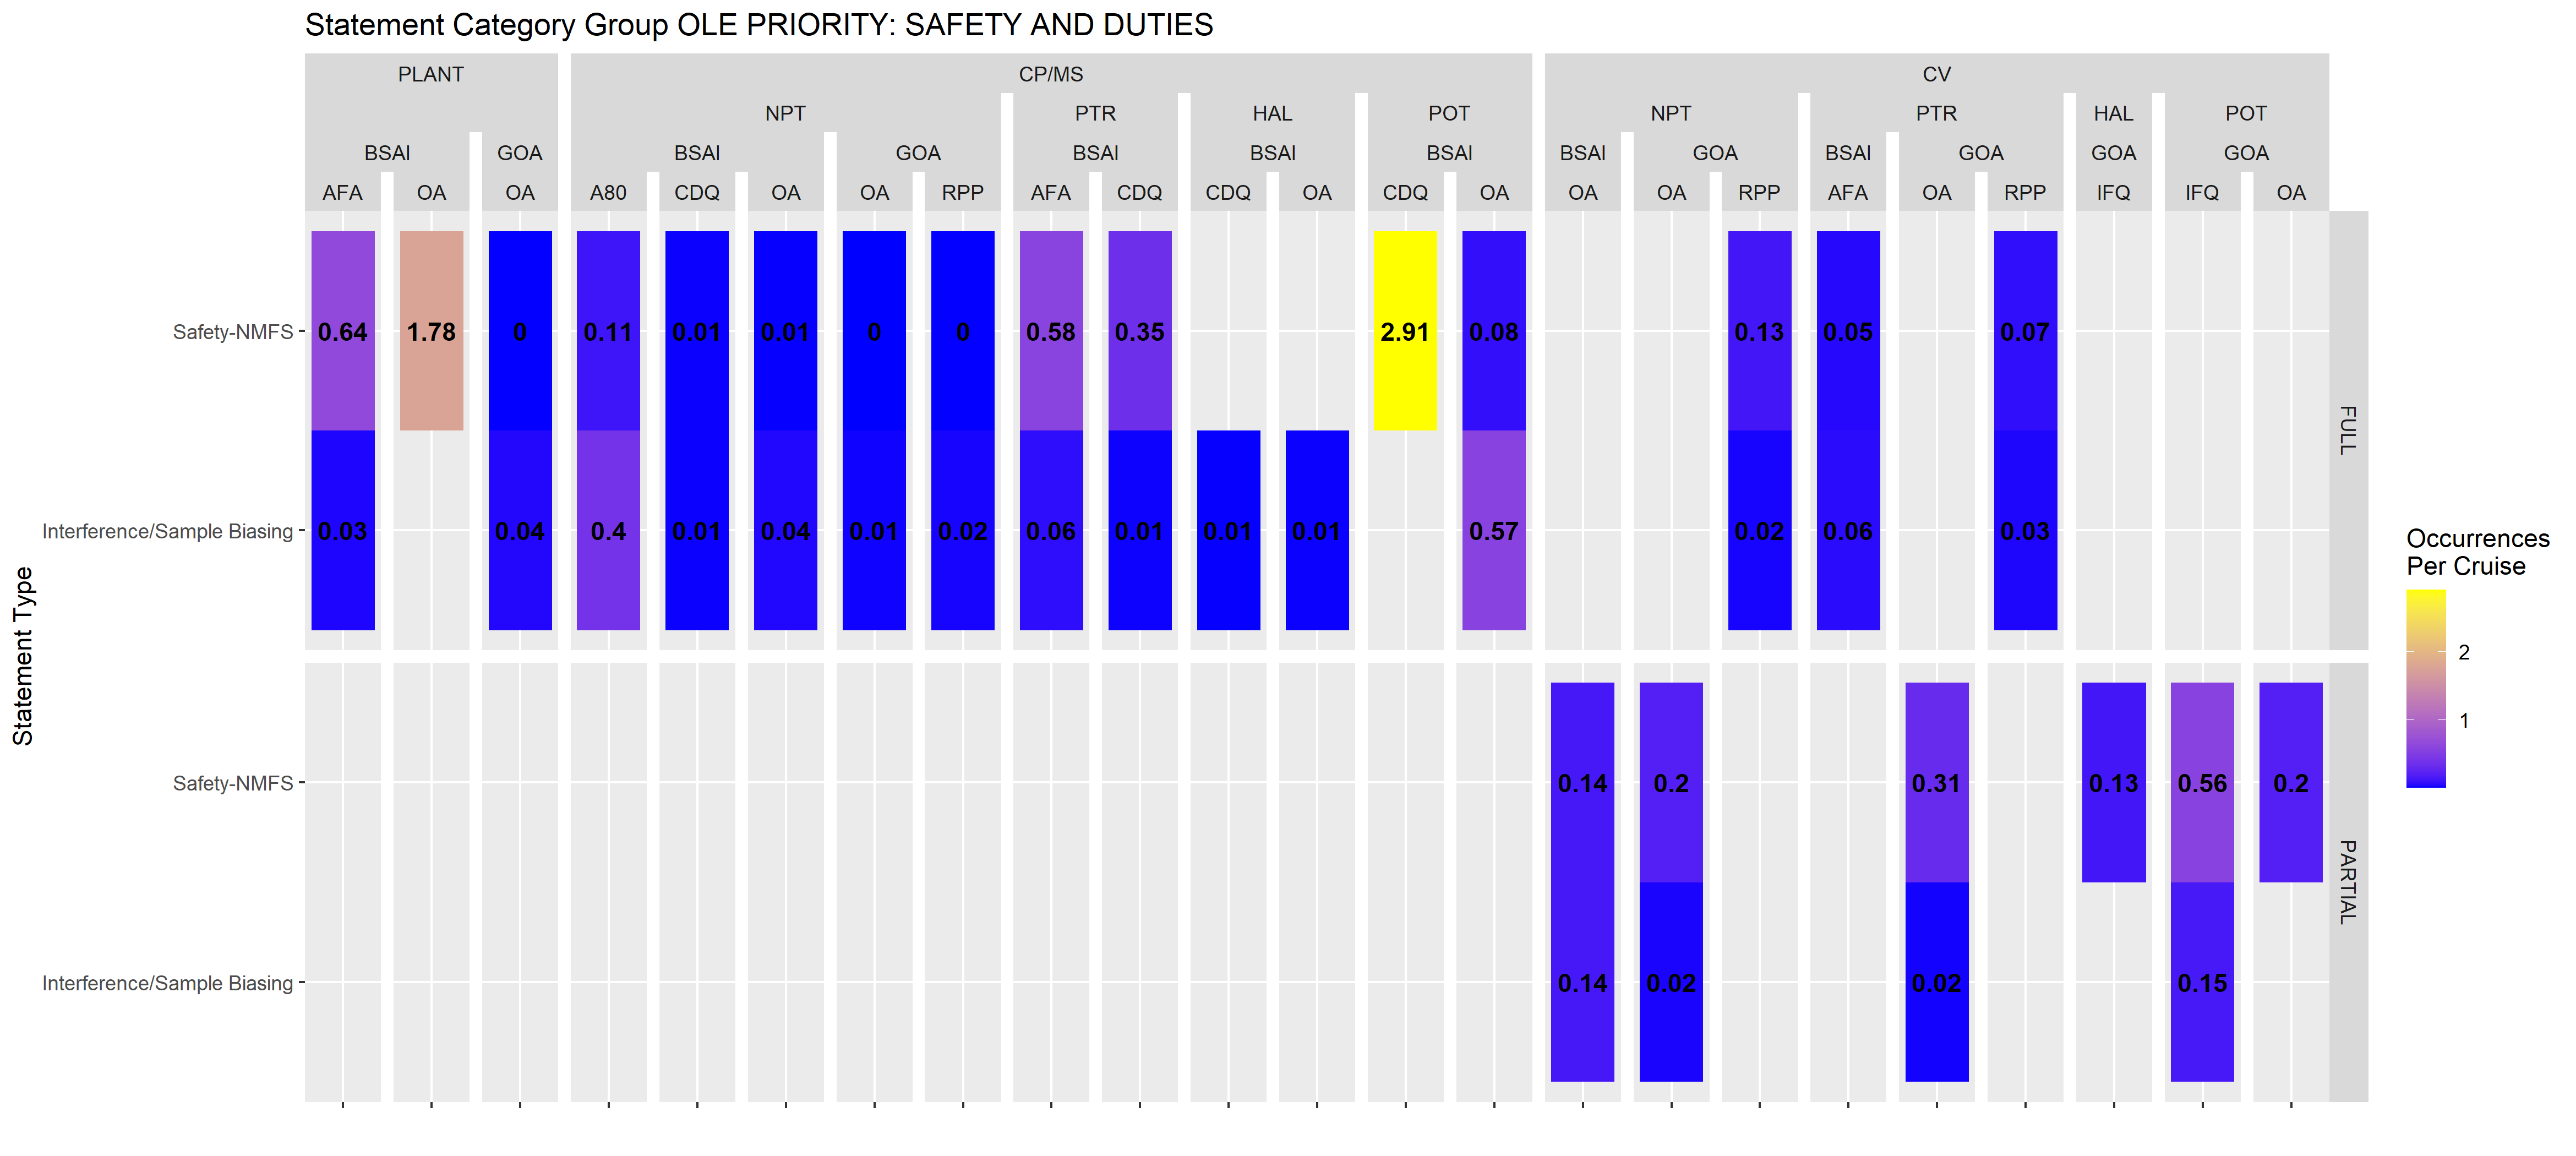 Statement Category Group OLE PRIORITY: SAFETY AND DUTIES
PLANT CP/MS CV
NPT PTR HAL POT NPT PTR HAL POT
BSAI GOA BSAI GOA BSAI BSAI BSAI BSAI GOA BSAI GOA GOA GOA
AFA OA OA A80 CDQ OA OA RPP AFA CDQ CDQ OA CDQ OA OA OA RPP AFA OA RPP IFQ IFQ OA
Safety-NMFS 0.64 1.78 0 0.11 0.01 0.01 0 0 0.58 0.35 2.91 0.08 0.13 0.05 0.07
FULL
Interference/Sample Biasing 0.03 0.04 0.4 0.01 0.04 0.01 0.02 0.06 0.01 0.01 0.01 0.57 0.02 0.06 0.03
Safety-NMFS 0.14 0.2 0.31 0.13 0.56 0.2
PARTIAL
Interference/Sample Biasing 0.14 0.02 0.02 0.15
Statement Type
Occurrences
Per Cruise
2
1